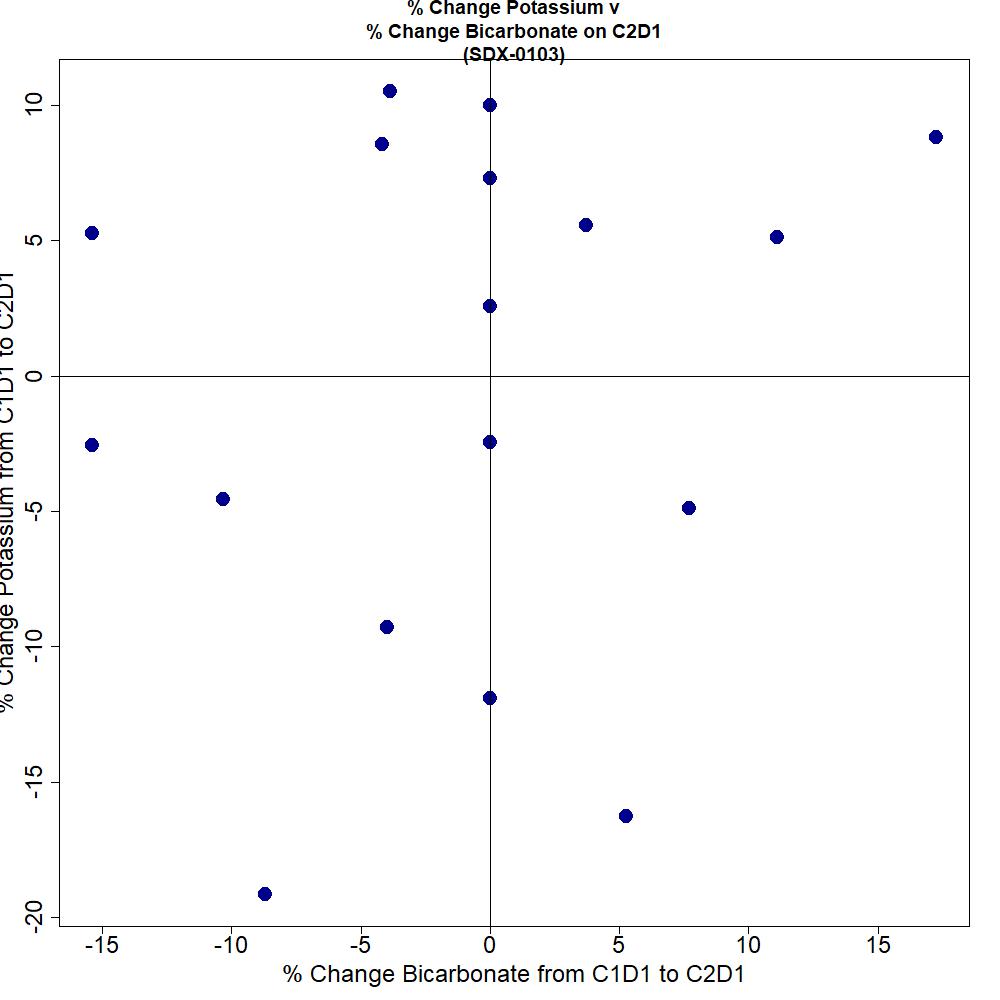 % Change Potassium v
% Change Bicarbonate on C2D1
(SDX-0103)
% Change Potassium from C1D1 to C2D1
10
5
0
-5
-10
-15
-20
-15 -10 -5 0 5 10 15
% Change Bicarbonate from C1D1 to C2D1